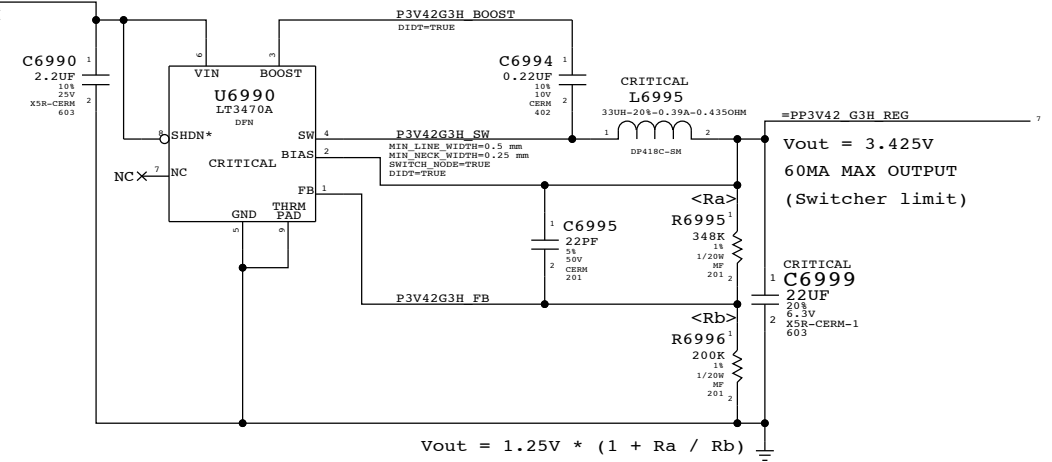 P3V42G3H_BOOST
DIDT=TRUE
C6990
1
2.2UF
10%
25V
X5R-CERM
2
603
6
3
VIN
BOOST
U6990
LT3470A
DFN
CRITICAL
8
SHDN*
NC
7
NC
SW
4
BIAS
2
FB
1
GND
THRM
PAD
5
9
C6994
1
0.22UF
10%
10V
CERM
2
402
P3V42G3H_SW
MIN_LINE_WIDTH=0.5 mm
MIN_NECK_WIDTH=0.25 mm
SWITCH_NODE=TRUE
DIDT=TRUE
CRITICAL
L6995
33UH-20%-0.39A-0.435OHM
1
2
DP418C-SM
=PP3V42_G3H_REG
7
Vout = 3.425V
60MA MAX OUTPUT
(Switcher limit)
<Ra>
R6995
1
348K
1%
1/20W
MF
201
2
1
C6995
22PF
5%
50V
2
CERM
201
P3V42G3H_FB
CRITICAL
1
C6999
22UF
20%
6.3V
2
X5R-CERM-1
603
<Rb>
R6996
1
200K
1%
1/20W
MF
201
2
Vout = 1.25V * (1 + Ra / Rb)